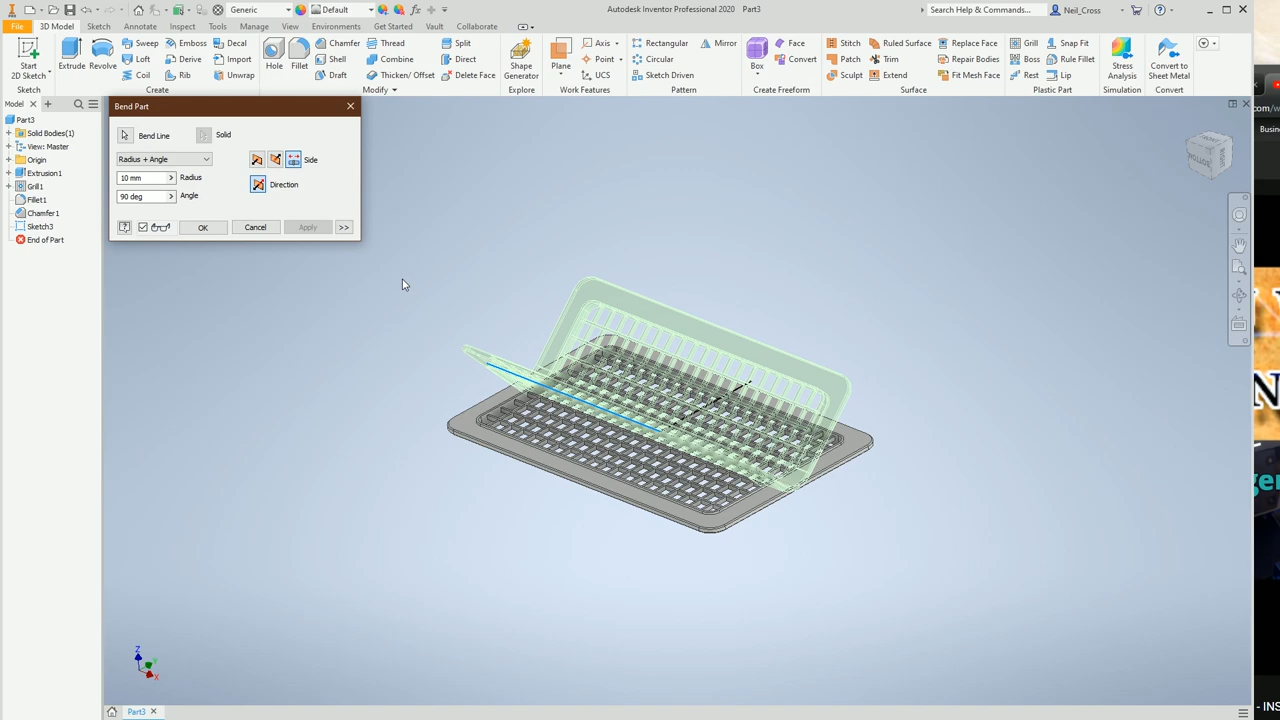 Generic
Default
Autodesk Inventor Professional 2020 Part3
Search Help & Commands...
Neil_Cross
File
3D Model
Sketch
Annotate
Inspect
Tools
Manage
View
Environments
Get Started
Vault
Collaborate
Start
2D Sketch
Extrude
Revolve
Sweep
Emboss
Loft
Derive
Import
Coil
Rib
Unwrap
Hole
Fillet
Chamfer
Thread
Split
Shell
Combine
Direct
Draft
Thicken/ Offset
Delete Face
Shape
Generator
Plane
Axis
Point
UCS
Rectangular
Mirror
Circular
Sketch Driven
Box
Face
Convert
Stitch
Ruled Surface
Replace Face
Patch
Trim
Repair Bodies
Sculpt
Extend
Fit Mesh Face
Grill
Snap Fit
Boss
Rule Fillet
Rest
Lip
Stress
Analysis
Convert to
Sheet Metal
Sketch
Create
Modify
Explore
Work Features
Pattern
Create Freeform
Surface
Plastic Part
Simulation
Convert
Model
Part3
Solid Bodies(1)
View: Master
Origin
Extrusion1
Grill1
Fillet1
Chamfer1
Sketch3
End of Part
Bend Part
Bend Line
Solid
Radius + Angle
Side
10 mm
Radius
Direction
90 deg
Angle
OK
Cancel
Apply
>>
BOTTOM
Z
Y
X
Part3
Busine
N
ger
- INS